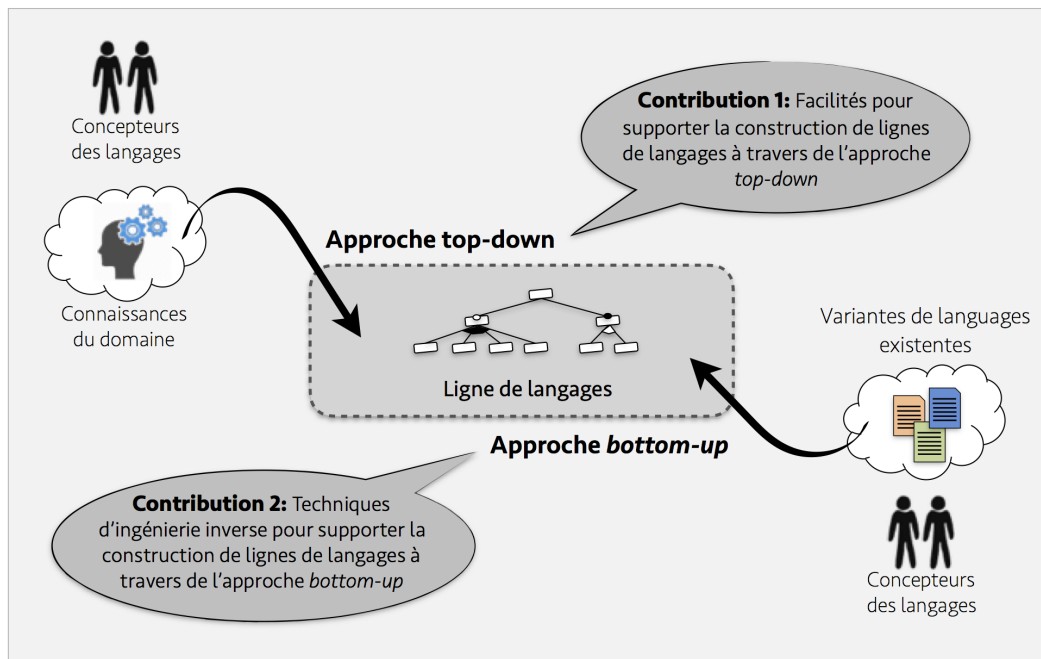 Concepteurs
des langages
Connaissances
du domaine
Contribution 1: Facilités pour
supporter la construction de lignes
de langages à travers de l'approche
top-down
Approche top-down
Ligne de langages
Approche bottom-up
Variantes de languages
existentes
Contribution 2: Techniques
d'ingénierie inverse pour supporter la
construction de lignes de langages à
travers de l'approche bottom-up
Concepteurs
des langages